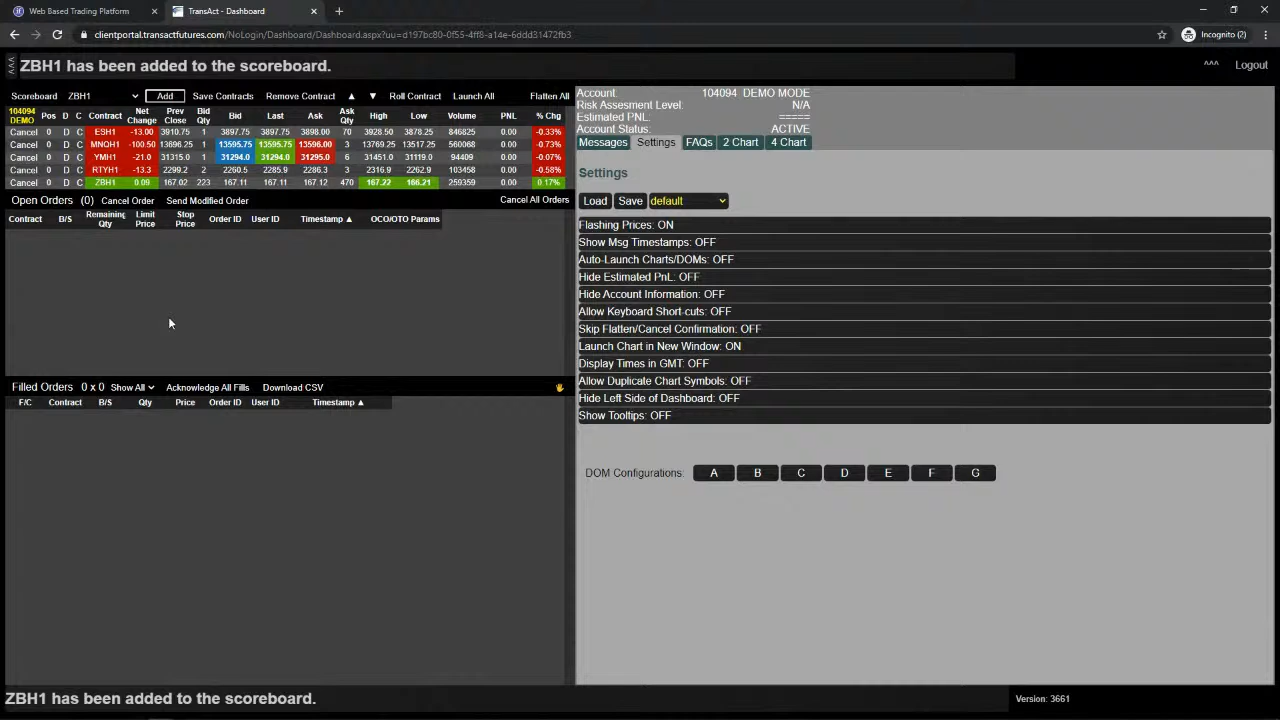 Web Based Trading Platform
TransAct - Dashboard
clientportal.transactfutures.com/NoLogin/Dashboard/Dashboard.aspx?uu=d197bc80-0f55-4ff8-a14e-6ddd31472fb3
Incognito (2)
ZBH1 has been added to the scoreboard.
^^^ Logout
Scoreboard ZBH1 Add Save Contracts Remove Contract ▲ ▼ Roll Contract Launch All Flatten All
104094 DEMO Pos D C Contract Net Change Prev Close Bid Qty Bid Last Ask Ask Qty High Low Volume PNL % Chg
Cancel 0 D C ESH1 -13.00 3910.75 1 3897.75 3897.75 3898.00 70 3928.50 3878.25 846825 0.00 -0.33%
Cancel 0 D C MNQH1 -100.50 13696.25 1 13595.75 13595.75 13596.00 3 13769.25 13517.25 560068 0.00 -0.73%
Cancel 0 D C YMH1 -21.0 31315.0 1 31294.0 31294.0 31295.0 6 31451.0 31119.0 94409 0.00 -0.07%
Cancel 0 D C RTYH1 -13.3 2299.2 2 2260.5 2285.9 2286.3 3 2316.9 2262.9 103458 0.00 -0.58%
Cancel 0 D C ZBH1 0.09 167.02 223 167.11 167.11 167.12 470 167.22 166.21 259359 0.00 0.17%
Open Orders (0) Cancel Order Send Modified Order Cancel All Orders
Contract B/S Remaining Qty Limit Price Stop Price Order ID User ID Timestamp ▲ OCO/OTO Params
Filled Orders 0 x 0 Show All Acknowledge All Fills Download CSV
F/C Contract B/S Qty Price Order ID User ID Timestamp ▲
Account: 104094 DEMO MODE
Risk Assesment Level: N/A
Estimated PNL: =====
Account Status: ACTIVE
Messages Settings FAQs 2 Chart 4 Chart
Settings
Load Save default
Flashing Prices: ON
Show Msg Timestamps: OFF
Auto-Launch Charts/DOMs: OFF
Hide Estimated PnL: OFF
Hide Account Information: OFF
Allow Keyboard Short-cuts: OFF
Skip Flatten/Cancel Confirmation: OFF
Launch Chart in New Window: ON
Display Times in GMT: OFF
Allow Duplicate Chart Symbols: OFF
Hide Left Side of Dashboard: OFF
Show Tooltips: OFF
DOM Configurations: A B C D E F G
ZBH1 has been added to the scoreboard.
Version: 3661